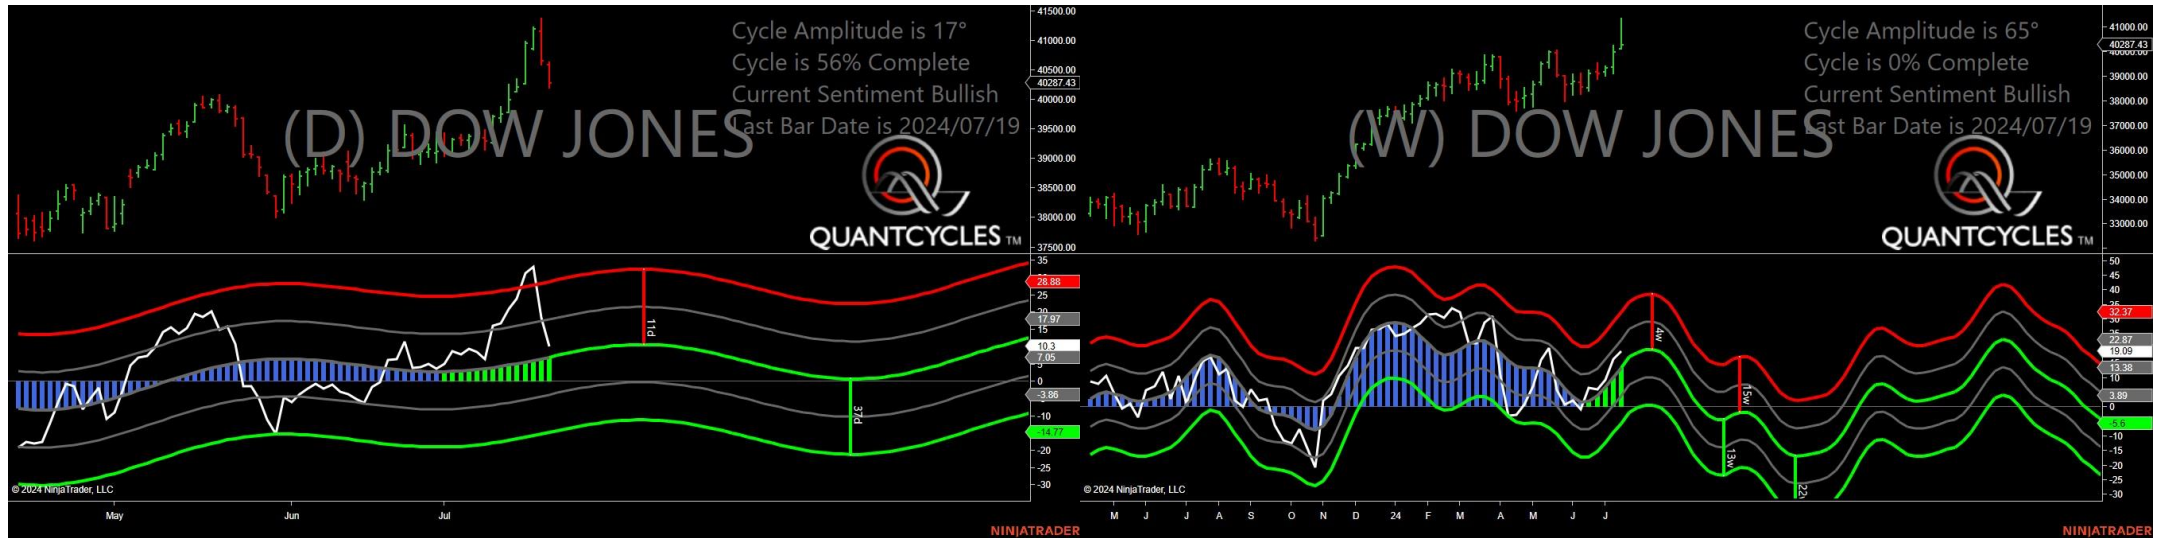 Cycle Amplitude is 17°
Cycle is 56% Complete
Current Sentiment Bullish
Last Bar Date is 2024/07/19
(D) DOW JONES
QUANTCYCLES TM
41500.00
41000.00
40500.00
40287.43
40000.00
39500.00
39000.00
38500.00
38000.00
37500.00
35
28.88
25
20
17.97
15
10.3
7.05
5
0
-3.86
-10
-14.77
-20
-25
-30
11d
37d
© 2024 NinjaTrader, LLC
May
Jun
Jul
NINJATRADER
Cycle Amplitude is 65°
Cycle is 0% Complete
Current Sentiment Bullish
Last Bar Date is 2024/07/19
(W) DOW JONES
QUANTCYCLES TM
41000.00
40287.43
40000.00
39000.00
38000.00
37000.00
36000.00
35000.00
34000.00
33000.00
50
45
40
35
32.37
30
25
22.87
19.09
15
13.38
10
3.89
0
-5.6
-10
-15
-20
-25
-30
4w
15w
13w
22
© 2024 NinjaTrader, LLC
M
J
J
A
S
O
N
D
24
F
M
A
M
J
J
NINJATRADER